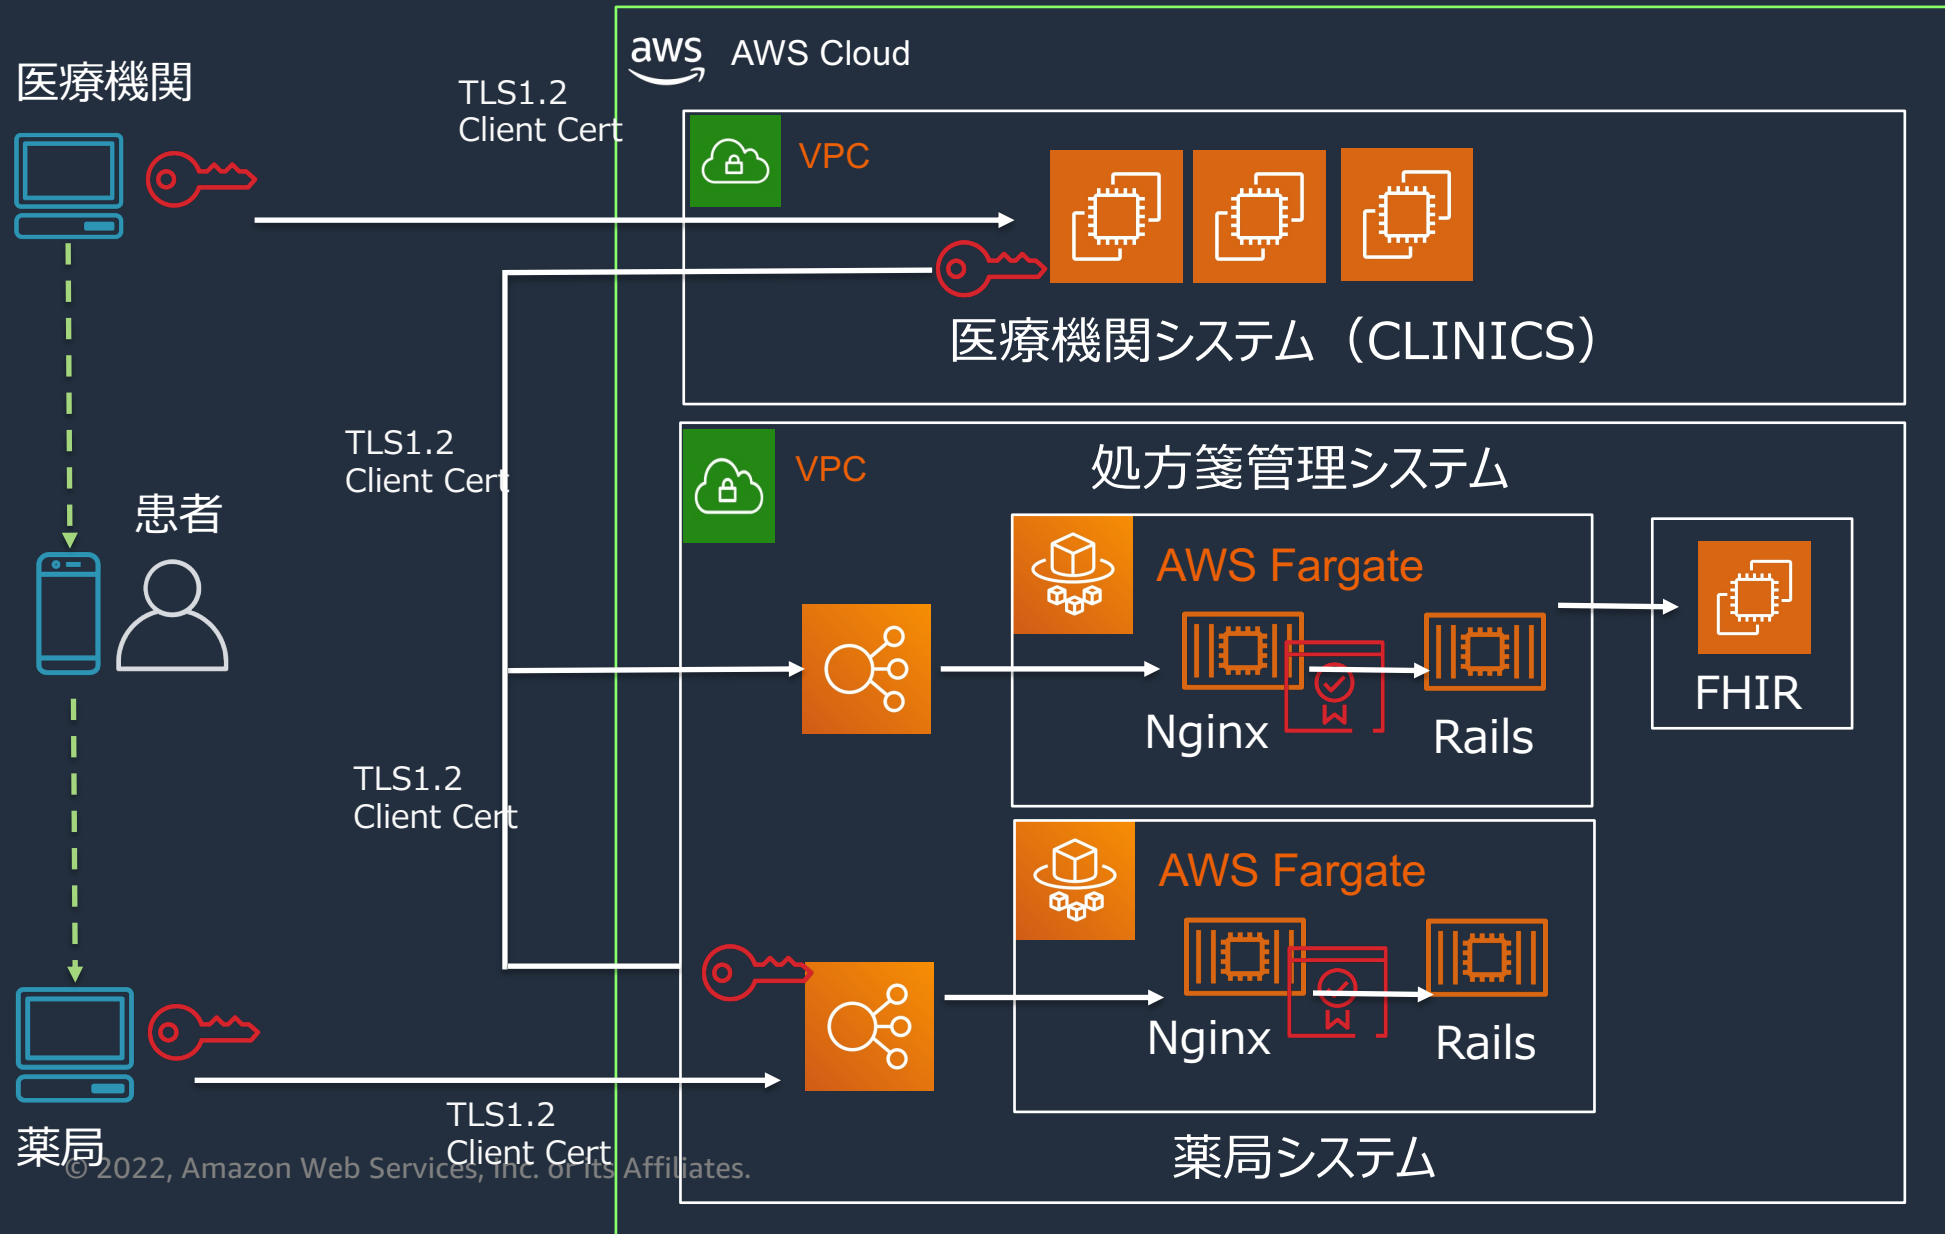 aws AWS Cloud
医療機関
TLS1.2
Client Cert
VPC
医療機関システム（CLINICS）
TLS1.2
Client Cert
VPC
処方箋管理システム
患者
AWS Fargate
Nginx
Rails
FHIR
TLS1.2
Client Cert
AWS Fargate
Nginx
Rails
薬局システム
TLS1.2
Client Cert
薬局
© 2022, Amazon Web Services, Inc. or its Affiliates.